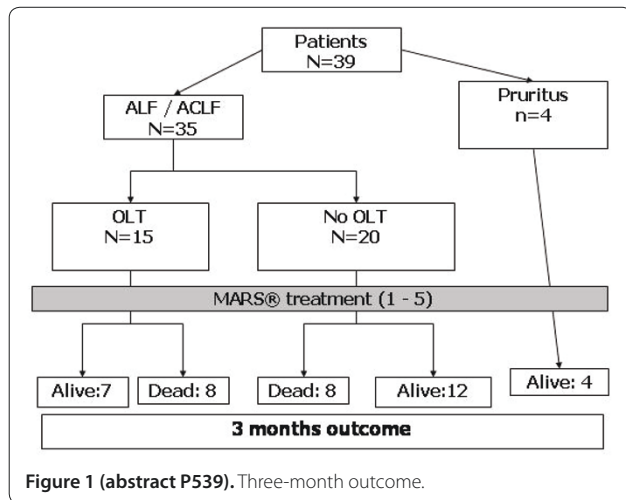 Patients
N=39
ALF / ACLF
N=35
Pruritus
n=4
OLT
N=15
No OLT
N=20
MARS® treatment (1 - 5)
Alive:7
Dead: 8
Dead: 8
Alive:12
Alive: 4
3 months outcome
Figure 1 (abstract P539). Three-month outcome.